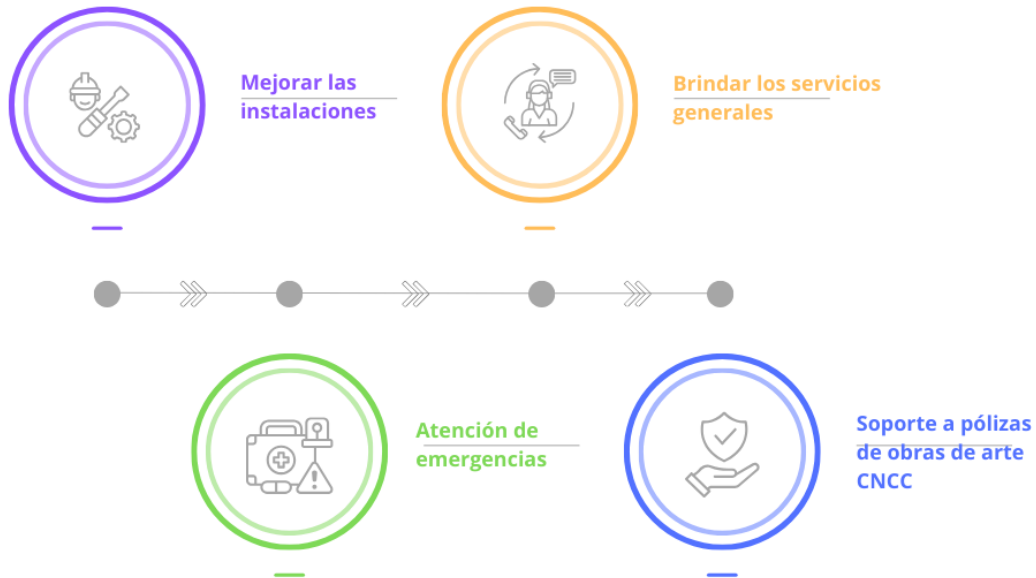 Mejorar las
instalaciones
Brindar los servicios
generales
Atención de
emergencias
Soporte a pólizas
de obras de arte
CNCC